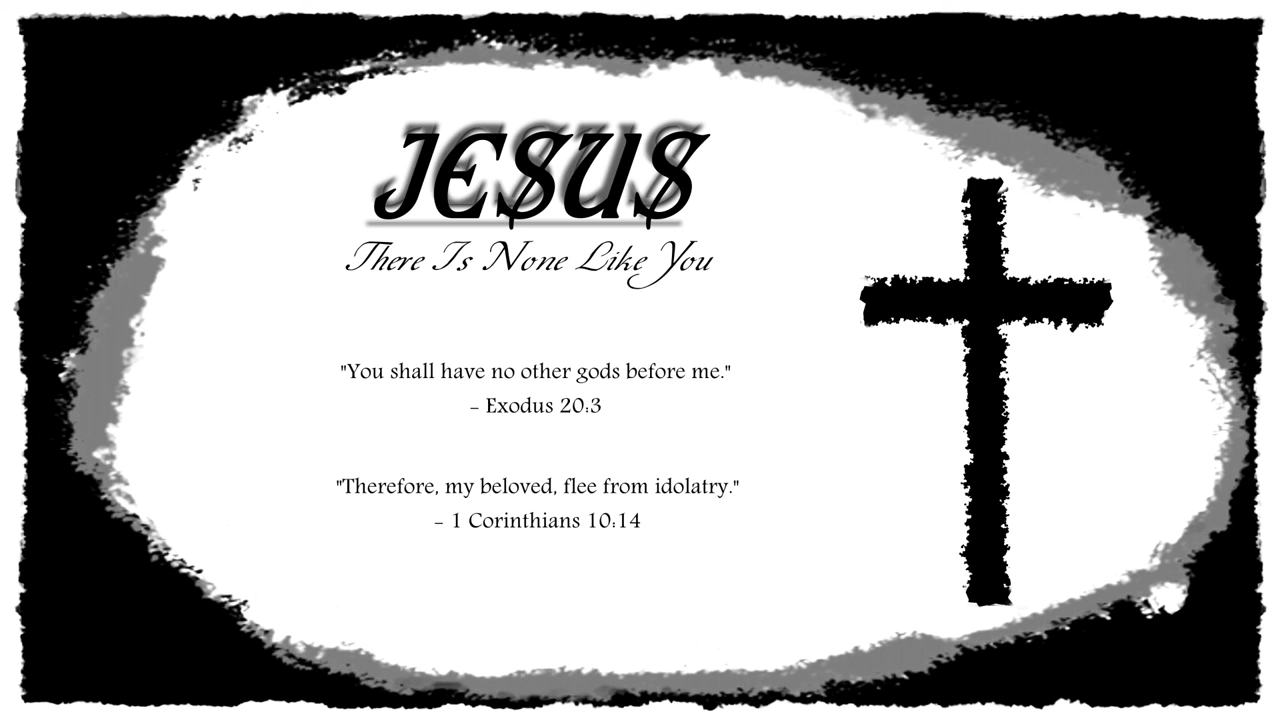 JESUS
There Is None Like You
"You shall have no other gods before me."
- Exodus 20:3
"Therefore, my beloved, flee from idolatry."
- 1 Corinthians 10:14